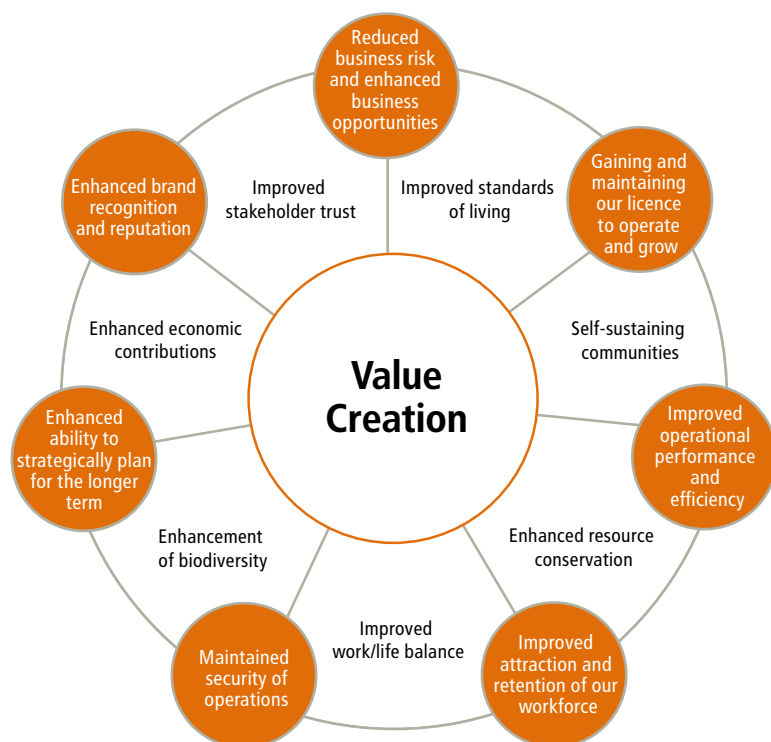 Reduced
business risk
and enhanced
business
opportunities
Gaining and
maintaining
our licence
to operate
and grow
Improved
operational
performance
and
efficiency
Improved
attraction and
retention of our
workforce
Maintained
security of
operations
Enhanced
ability to
strategically plan
for the longer
term
Enhanced brand
recognition
and reputation
Improved
stakeholder trust
Improved standards
of living
Self-sustaining
communities
Enhanced resource
conservation
Improved
work/life balance
Enhancement
of biodiversity
Enhanced economic
contributions
Value
Creation